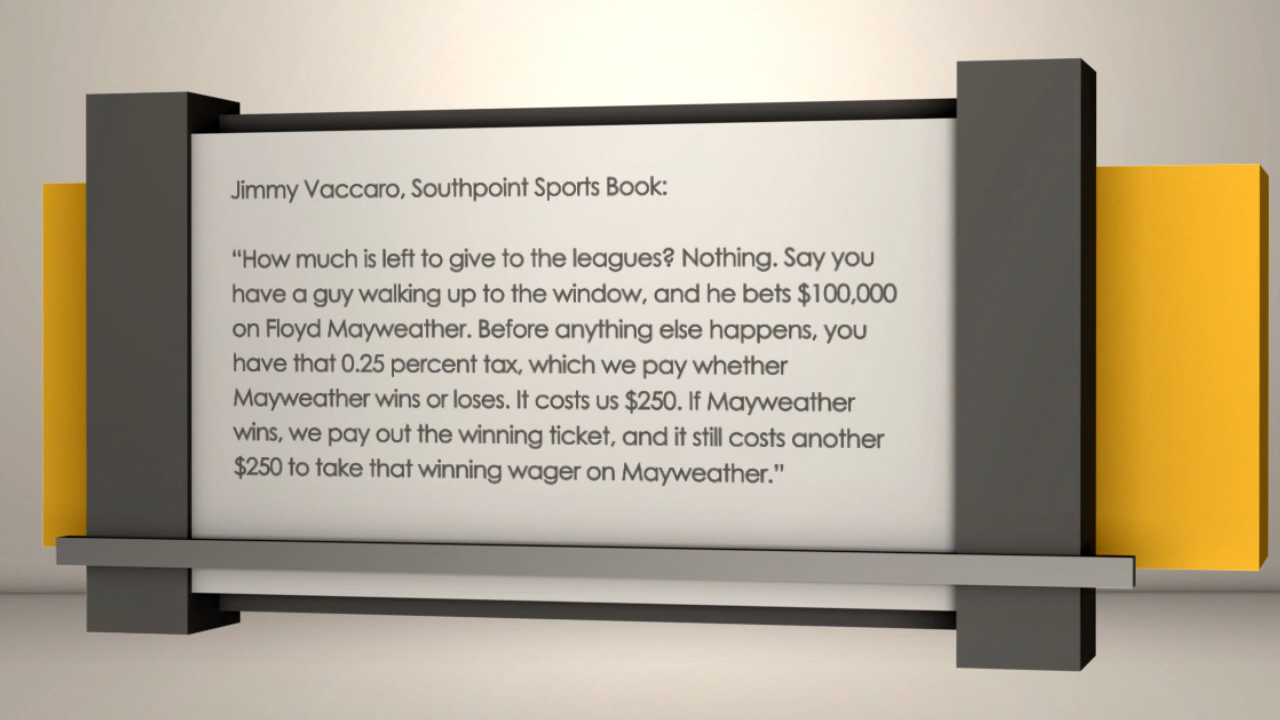 Jimmy Vaccaro, Southpoint Sports Book:
“How much is left to give to the leagues? Nothing. Say you
have a guy walking up to the window, and he bets $100,000
on Floyd Mayweather. Before anything else happens, you
have that 0.25 percent tax, which we pay whether
Mayweather wins or loses. It costs us $250. If Mayweather
wins, we pay out the winning ticket, and it still costs another
$250 to take that winning wager on Mayweather.”